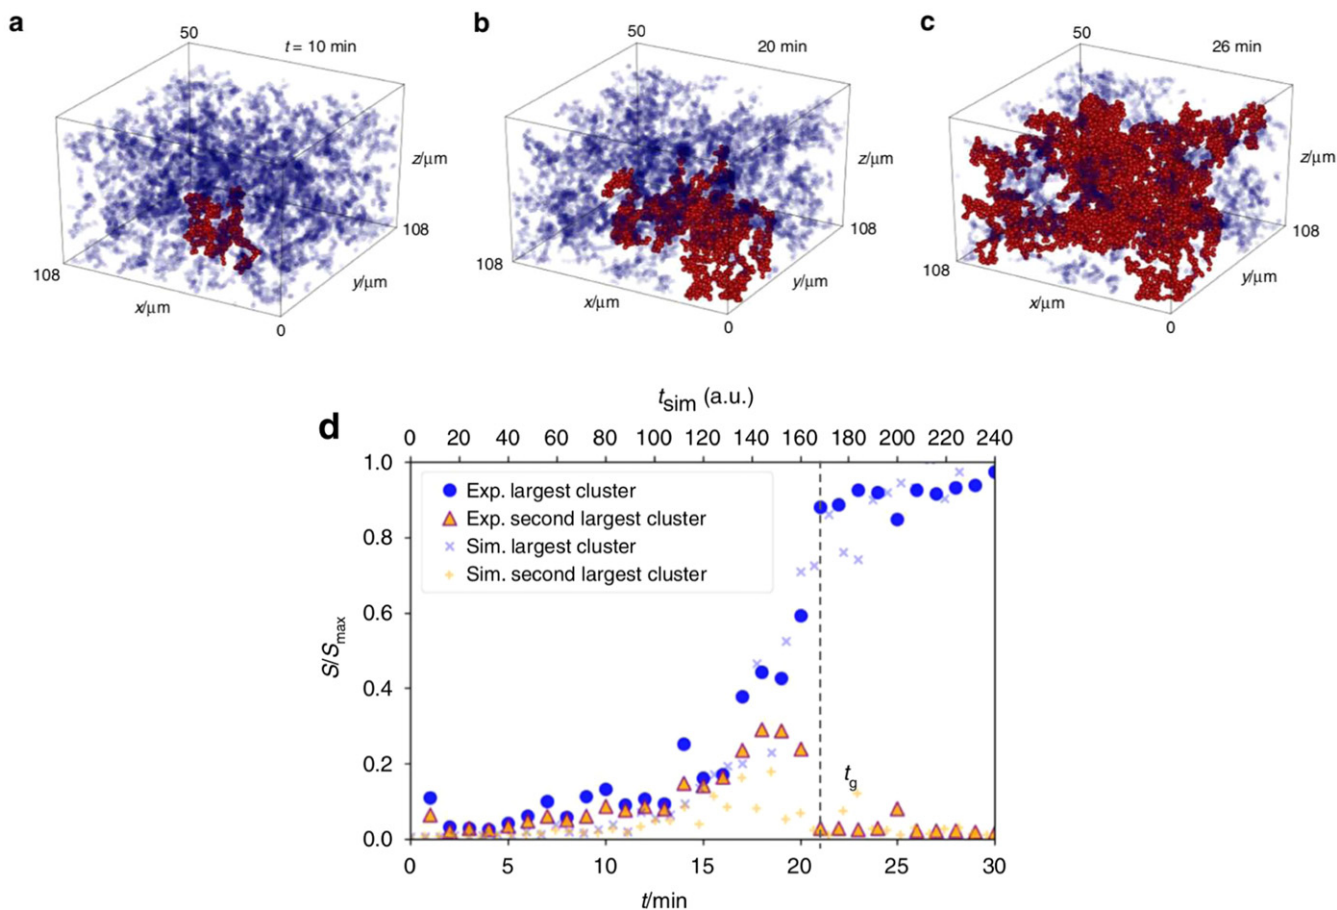 a
50
t = 10 min
z/μm
108
y/μm
108
x/μm
0
b
50
20 min
z/μm
108
y/μm
108
x/μm
0
c
50
26 min
z/μm
108
y/μm
108
x/μm
0
d
tsim (a.u.)
0 20 40 60 80 100 120 140 160 180 200 220 240
1.0
0.8
0.6
0.4
0.2
0.0
S/Smax
Exp. largest cluster
Exp. second largest cluster
Sim. largest cluster
Sim. second largest cluster
tg
0 5 10 15 20 25 30
t/min